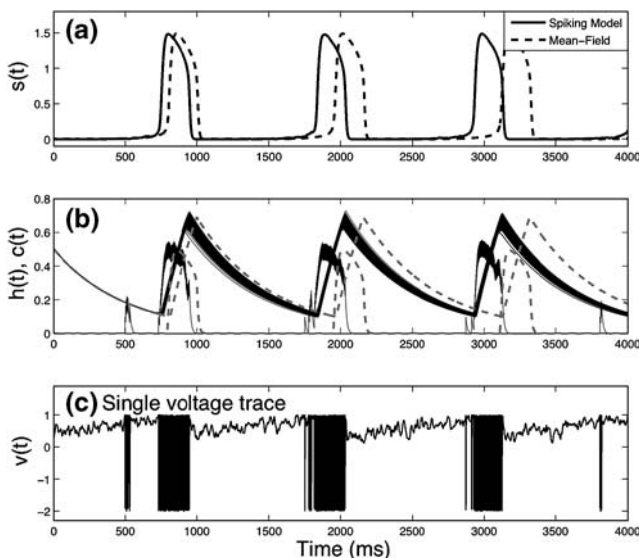 (a)
Spiking Model
Mean-Field
s(t)
1.5
1
0.5
0
0 500 1000 1500 2000 2500 3000 3500 4000
(b)
h(t), c(t)
0.8
0.6
0.4
0.2
0
0 500 1000 1500 2000 2500 3000 3500 4000
(c) Single voltage trace
v(t)
1
0
−1
−2
0 500 1000 1500 2000 2500 3000 3500 4000
Time (ms)